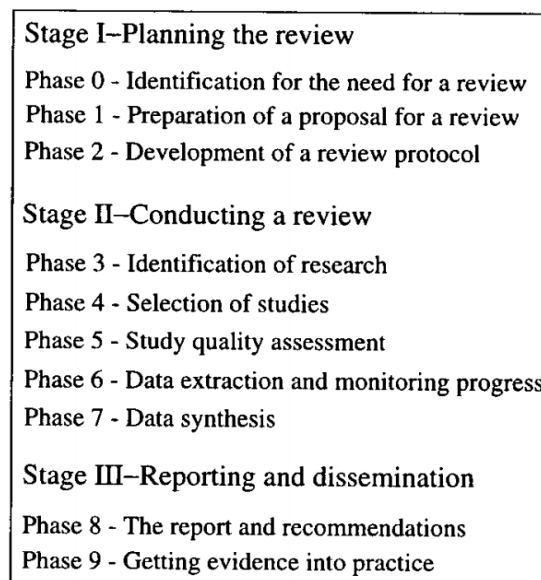 Stage I–Planning the review
Phase 0 - Identification for the need for a review
Phase 1 - Preparation of a proposal for a review
Phase 2 - Development of a review protocol
Stage II–Conducting a review
Phase 3 - Identification of research
Phase 4 - Selection of studies
Phase 5 - Study quality assessment
Phase 6 - Data extraction and monitoring progress
Phase 7 - Data synthesis
Stage III–Reporting and dissemination
Phase 8 - The report and recommendations
Phase 9 - Getting evidence into practice